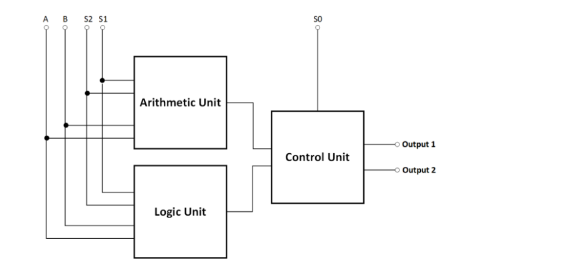 A B S2 S1 S0
Arithmetic Unit
Control Unit
Output 1
Output 2
Logic Unit